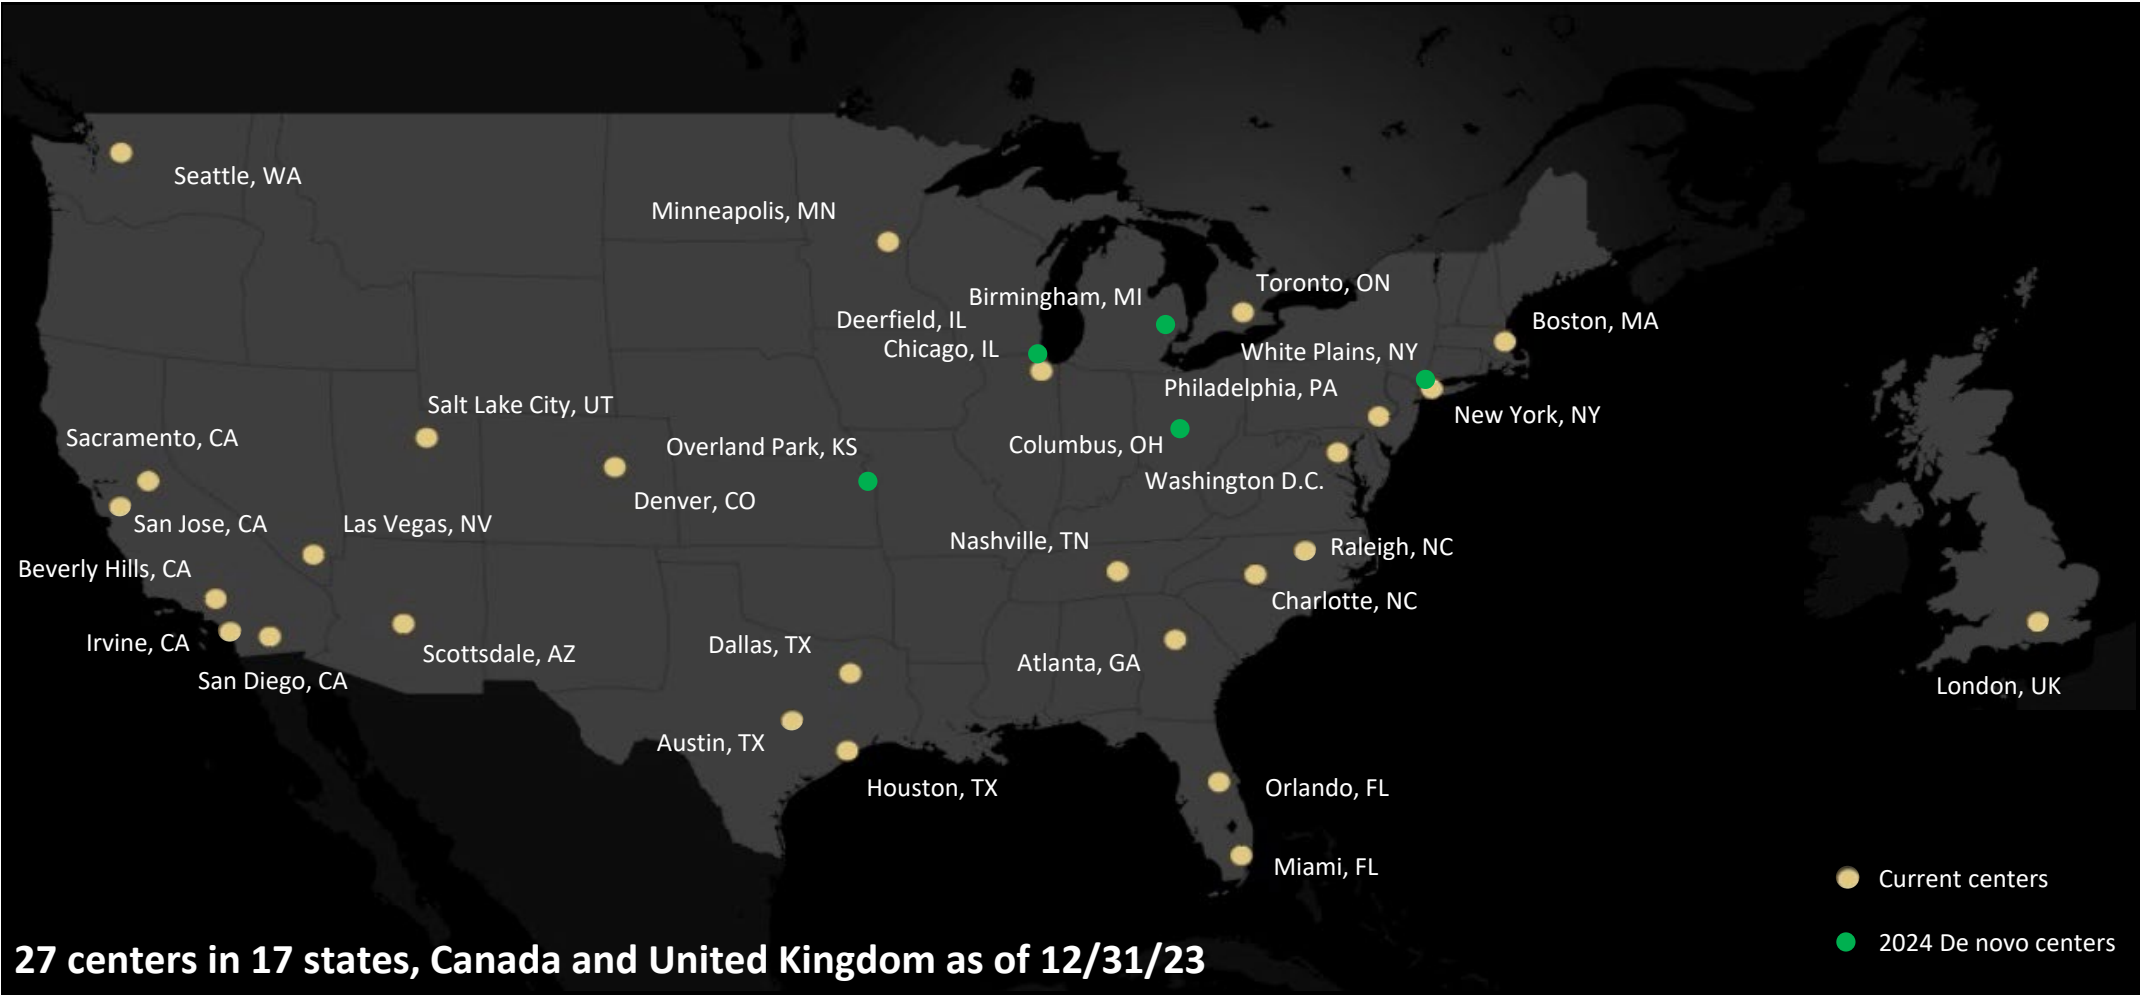 Seattle, WA
Minneapolis, MN
Toronto, ON
Birmingham, MI
Deerfield, IL
Boston, MA
Chicago, IL
White Plains, NY
Philadelphia, PA
Salt Lake City, UT
New York, NY
Sacramento, CA
Overland Park, KS
Columbus, OH
Washington D.C.
Denver, CO
San Jose, CA
Las Vegas, NV
Nashville, TN
Raleigh, NC
Beverly Hills, CA
Charlotte, NC
Irvine, CA
Dallas, TX
Scottsdale, AZ
Atlanta, GA
San Diego, CA
London, UK
Austin, TX
Houston, TX
Orlando, FL
Miami, FL
Current centers
2024 De novo centers
27 centers in 17 states, Canada and United Kingdom as of 12/31/23